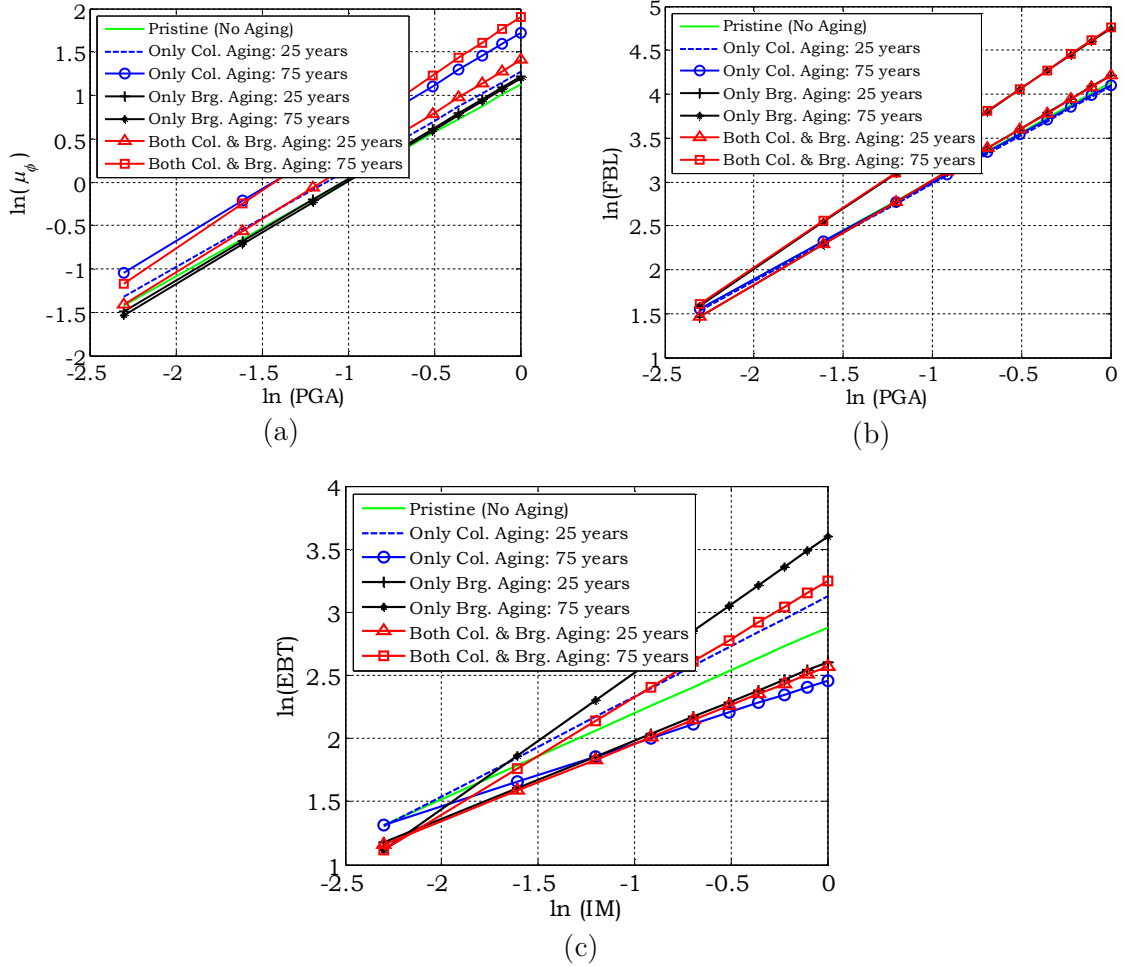 2
1.5
1
0.5
0
-0.5
-1
-1.5
-2
ln(μϕ)
Pristine (No Aging)
Only Col. Aging: 25 years
Only Col. Aging: 75 years
Only Brg. Aging: 25 years
Only Brg. Aging: 75 years
Both Col. & Brg. Aging: 25 years
Both Col. & Brg. Aging: 75 years
-2.5 -2 -1.5 -1 -0.5 0
ln (PGA)
(a)
5
4.5
4
3.5
3
2.5
2
1.5
1
ln(FBL)
Pristine (No Aging)
Only Col. Aging: 25 years
Only Col. Aging: 75 years
Only Brg. Aging: 25 years
Only Brg. Aging: 75 years
Both Col. & Brg. Aging: 25 years
Both Col. & Brg. Aging: 75 years
-2.5 -2 -1.5 -1 -0.5 0
ln (PGA)
(b)
4
3.5
3
2.5
2
1.5
1
ln(EBT)
Pristine (No Aging)
Only Col. Aging: 25 years
Only Col. Aging: 75 years
Only Brg. Aging: 25 years
Only Brg. Aging: 75 years
Both Col. & Brg. Aging: 25 years
Both Col. & Brg. Aging: 75 years
-2.5 -2 -1.5 -1 -0.5 0
ln (IM)
(c)